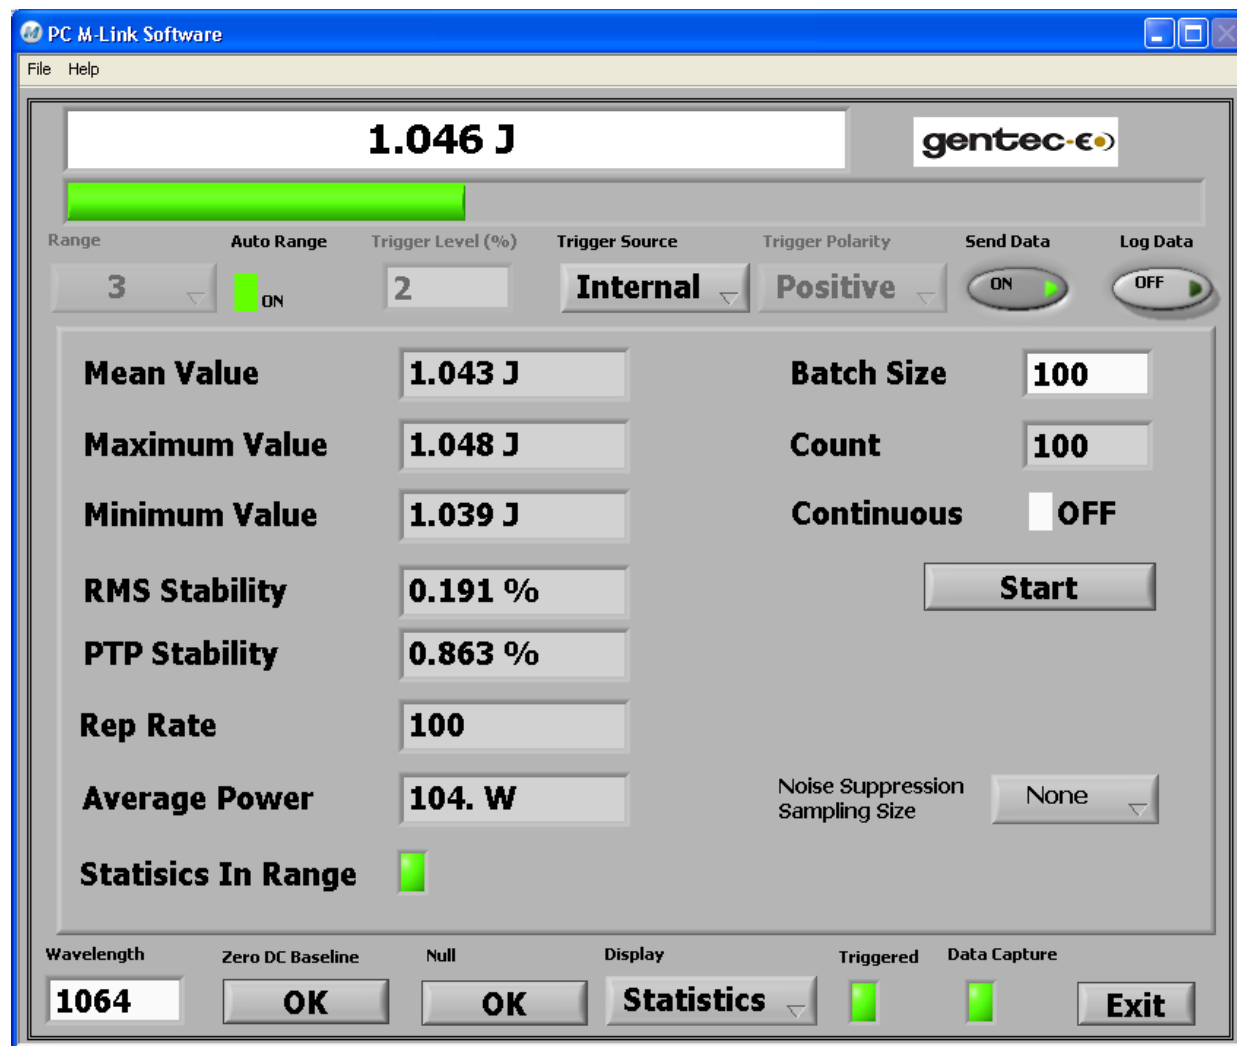 PC M-Link Software
File Help
1.046 J
gentec-eo
Range Auto Range Trigger Level (%) Trigger Source Trigger Polarity Send Data Log Data
3 ON 2 Internal Positive ON OFF
Mean Value 1.043 J Batch Size 100
Maximum Value 1.048 J Count 100
Minimum Value 1.039 J Continuous OFF
RMS Stability 0.191 % Start
PTP Stability 0.863 %
Rep Rate 100
Average Power 104. W Noise Suppression
Sampling Size None
Statisics In Range
Wavelength Zero DC Baseline Null Display Triggered Data Capture
1064 OK OK Statistics Exit